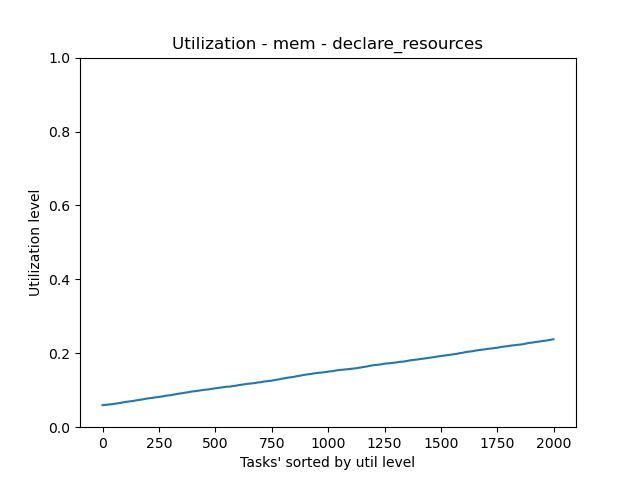 Utilization - mem - declare_resources
1.0
0.8
0.6
0.4
0.2
0.0
Utilization level
0 250 500 750 1000 1250 1500 1750 2000
Tasks' sorted by util level